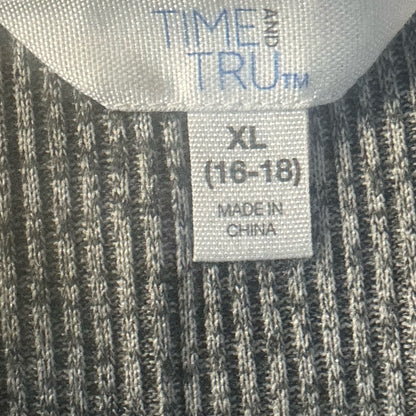 TIME AND
TRU™
XL
(16-18)
MADE IN
CHINA